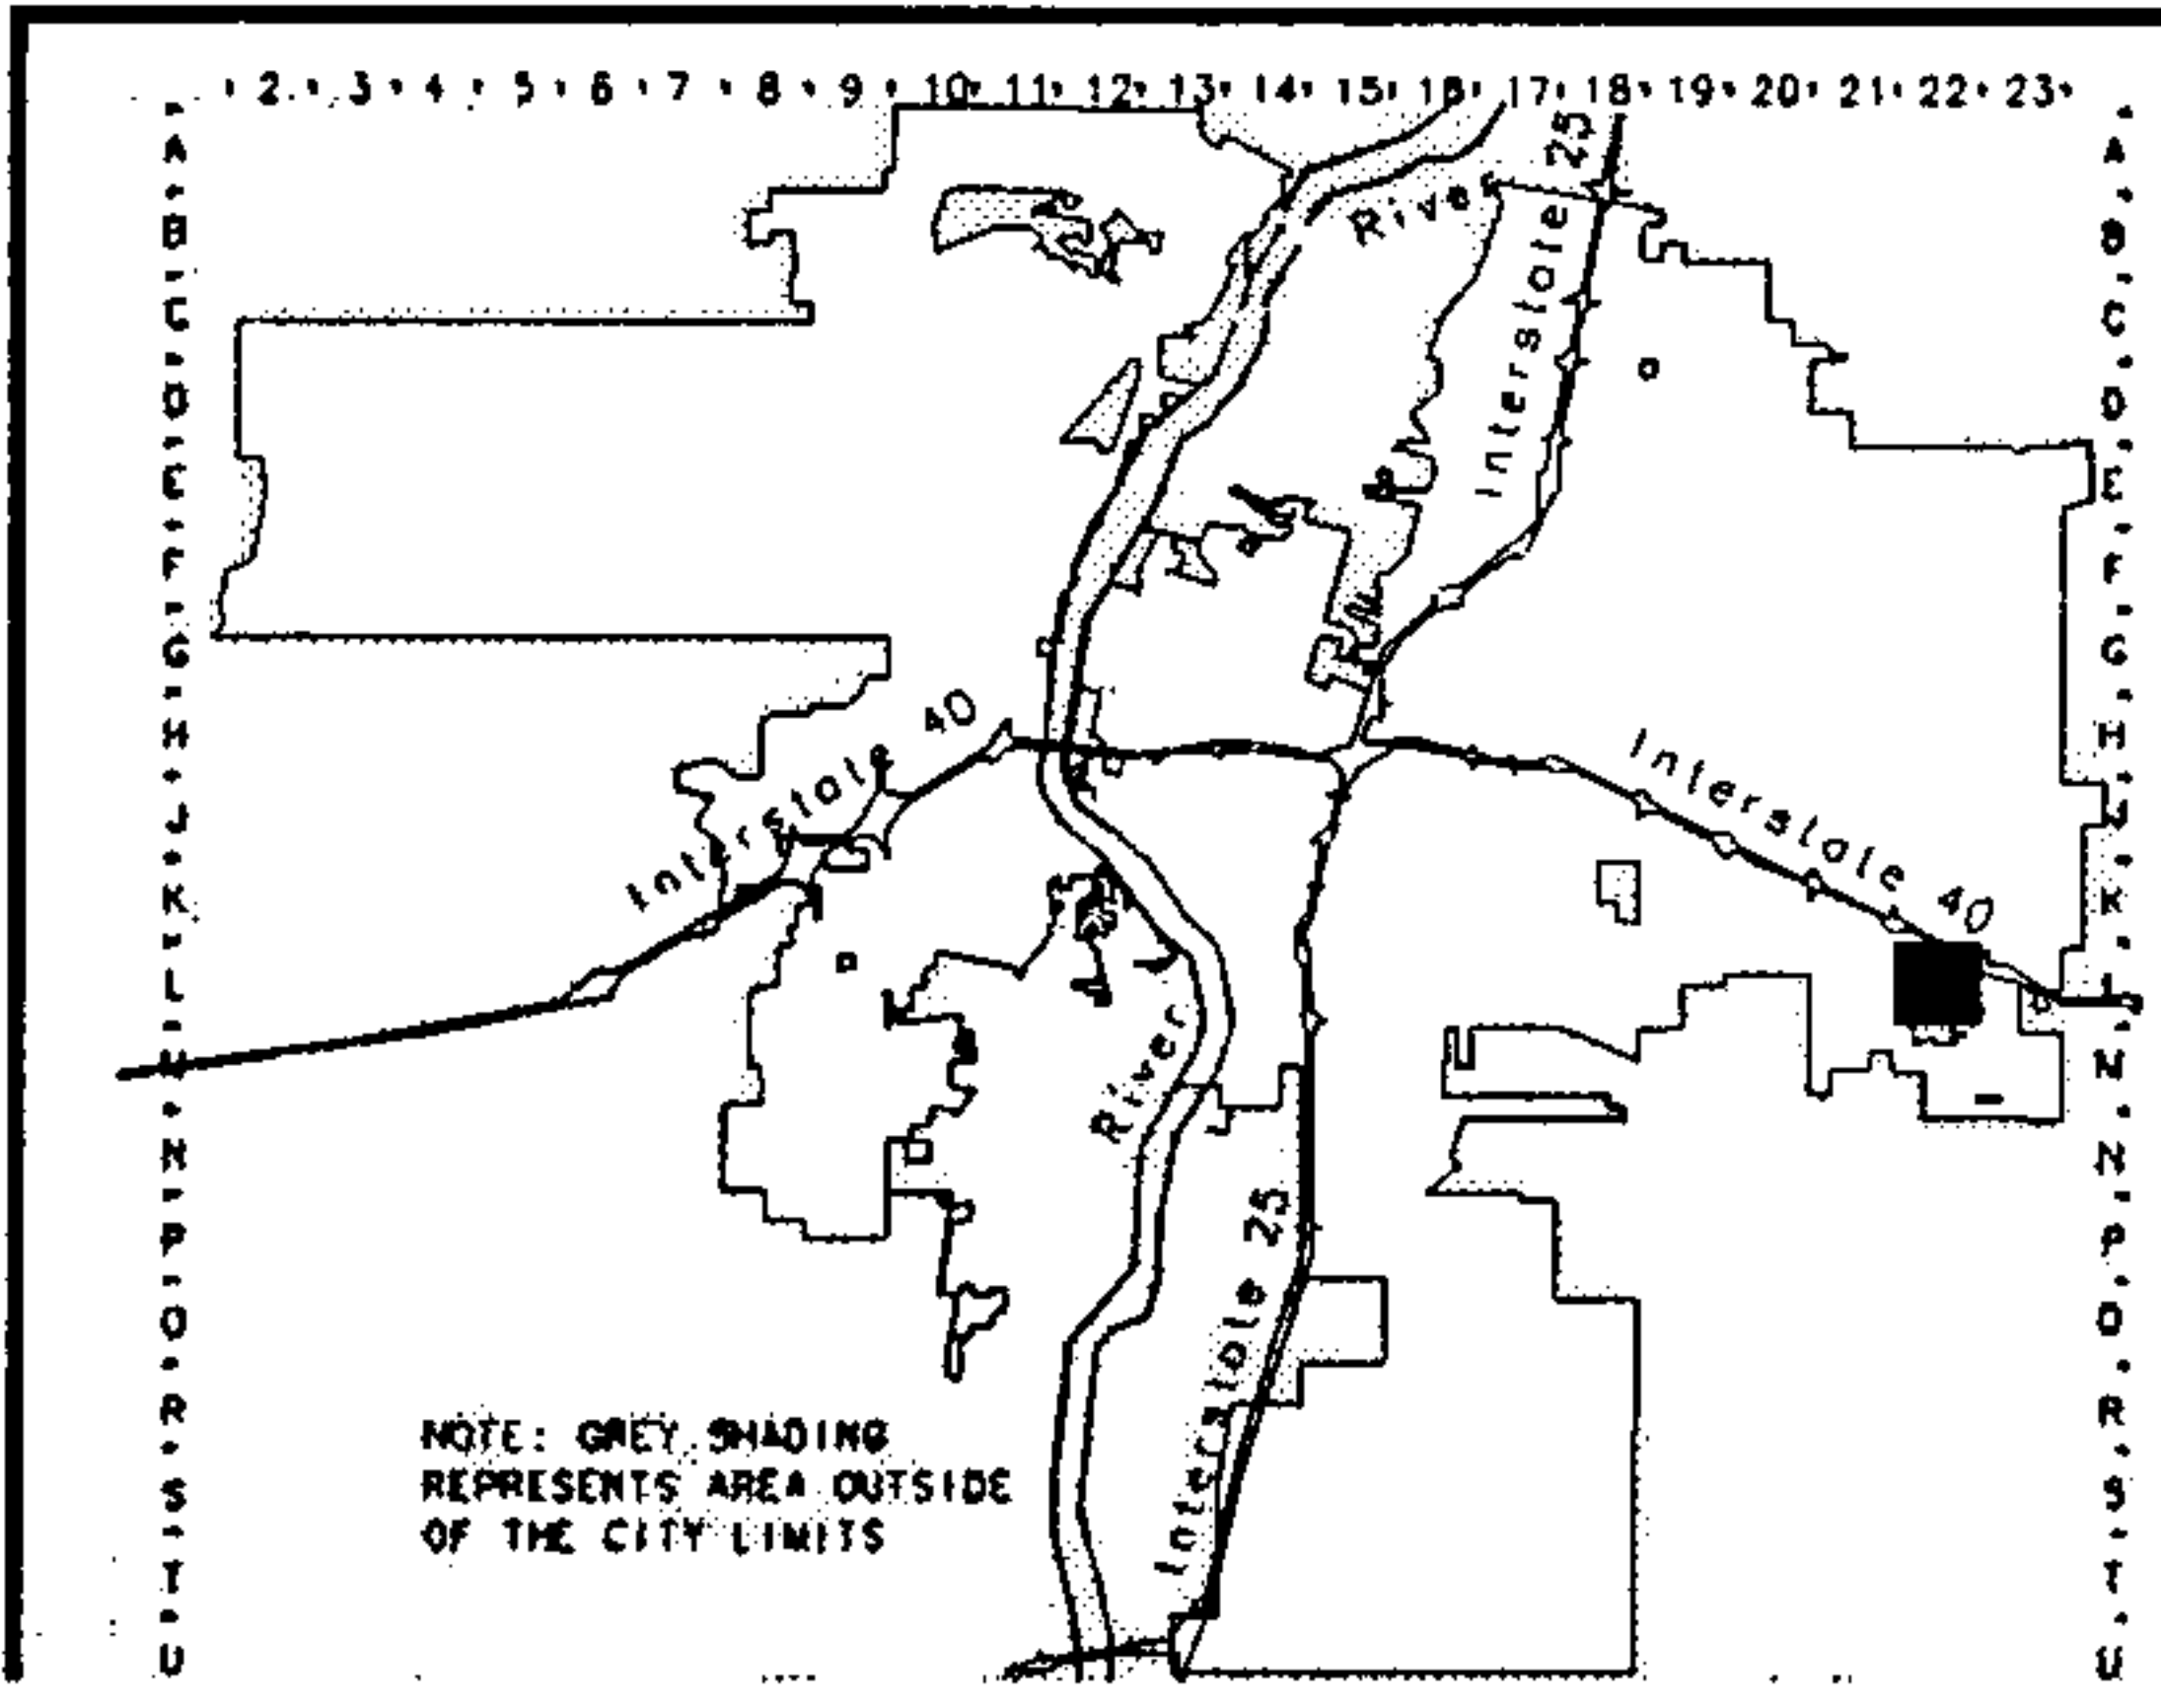 2 3 4 5 6 7 8 9 10 11 12 13 14 15 16 17 18 19 20 21 22 23
A A
B B
C C
D D
E E
F F
G G
H H
J J
K K
L L
M M
N N
P P
Q Q
R R
S S
T T
U U
Rive
Interstate 25
Interstate 40
Interstate 40
River
Interstate 25
NOTE: GREY SHADING
REPRESENTS AREA OUTSIDE
OF THE CITY LIMITS